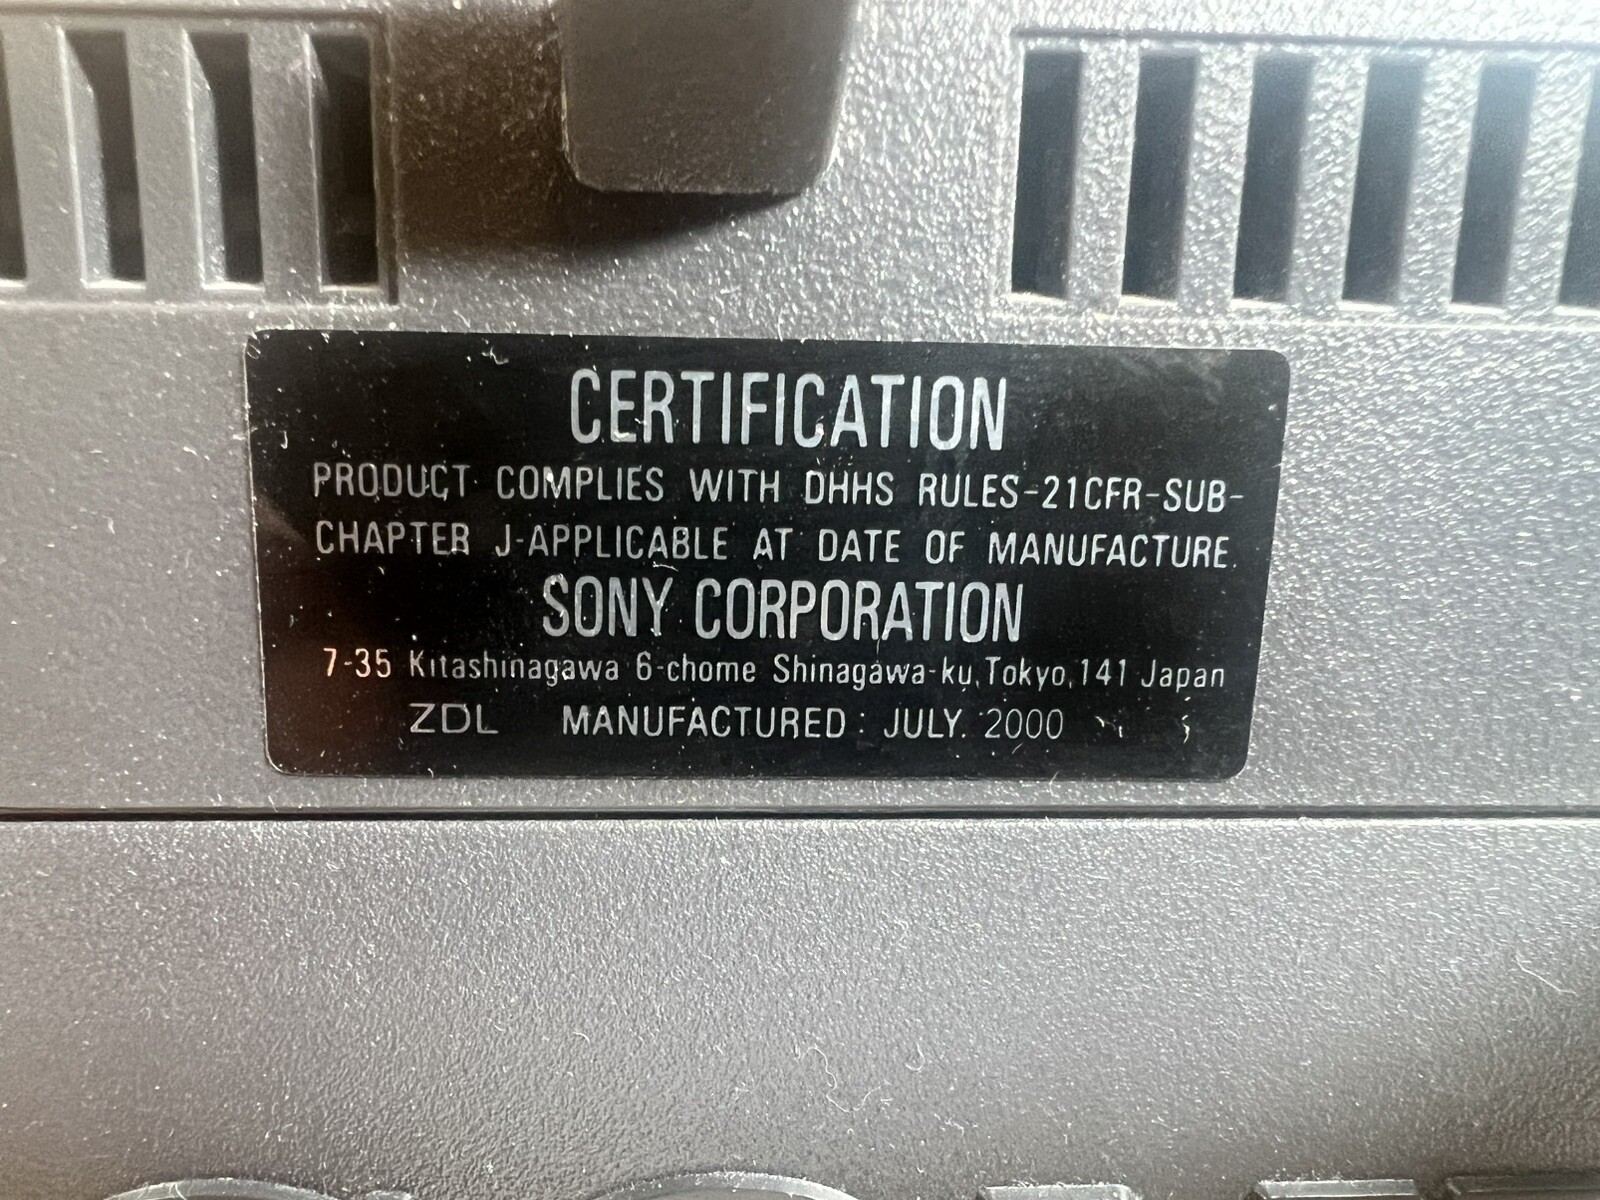 CERTIFICATION
PRODUCT COMPLIES WITH DHHS RULES-21CFR-SUB-
CHAPTER J-APPLICABLE AT DATE OF MANUFACTURE.
SONY CORPORATION
7-35 Kitashinagawa 6-chome Shinagawa-ku, Tokyo, 141 Japan
ZDL MANUFACTURED: JULY. 2000